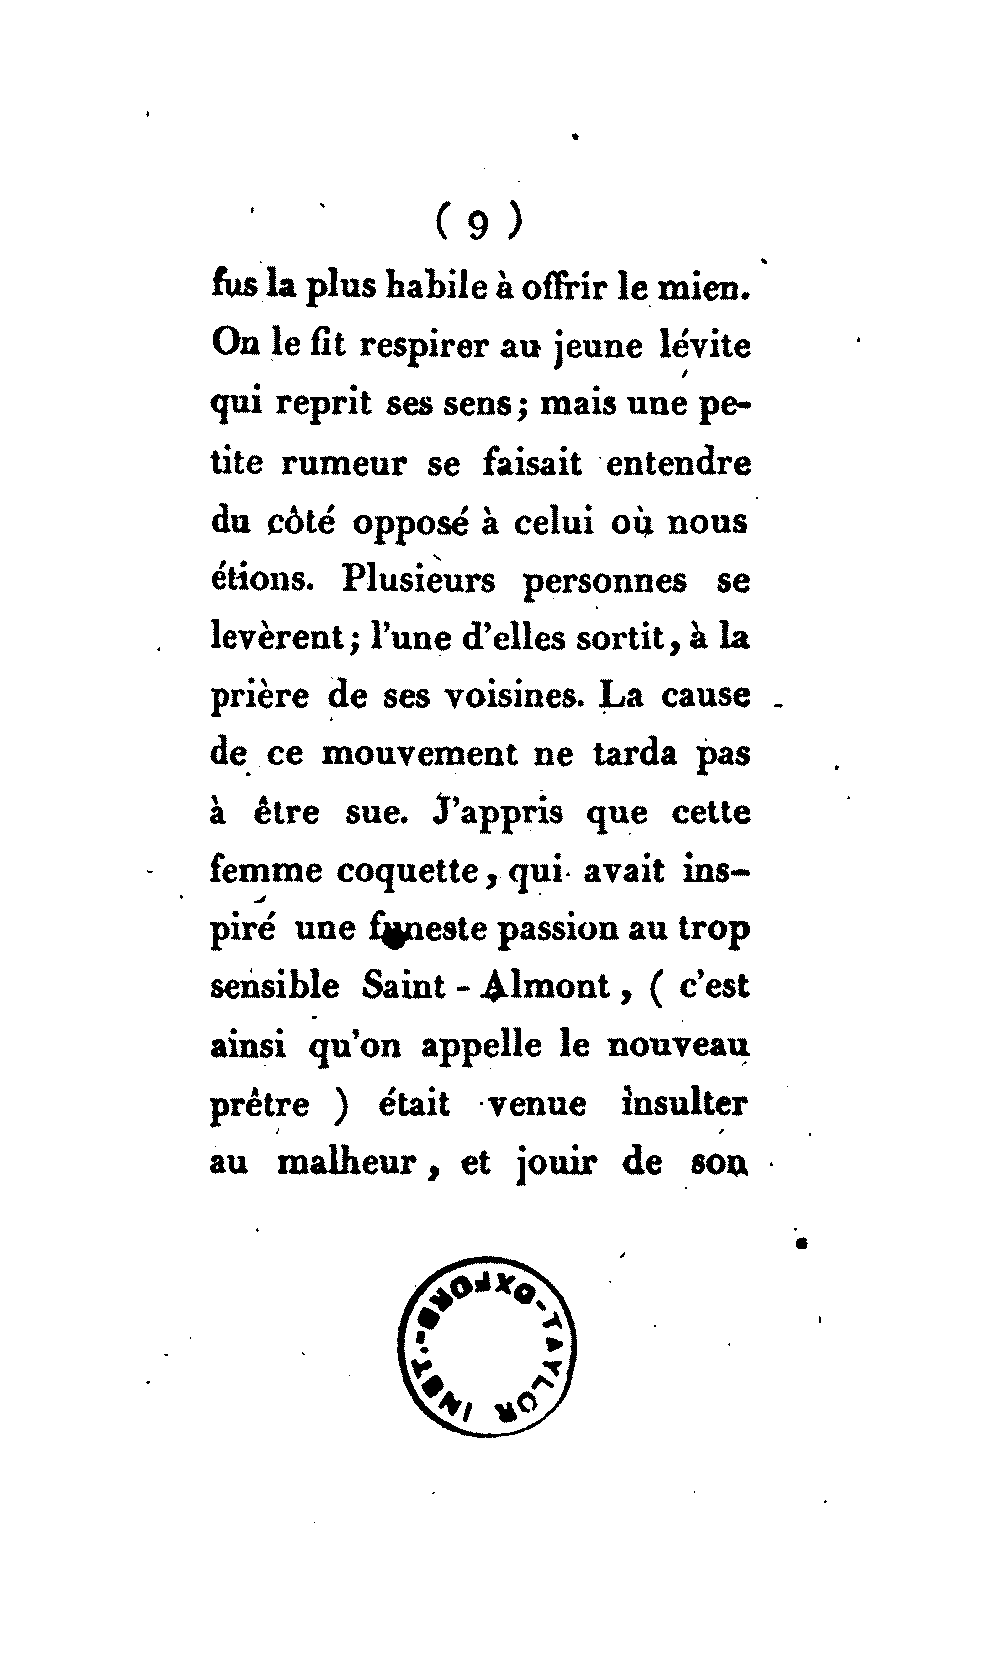 ( 9 )
fus la plus habile à offrir le mien.
On le fit respirer au jeune lévite
qui reprit ses sens; mais une pe-
tite rumeur se faisait entendre
du côté opposé à celui où nous
étions. Plusieurs personnes se
levèrent; l'une d'elles sortit, à la
prière de ses voisines. La cause
de ce mouvement ne tarda pas
à être sue. J'appris que cette
femme coquette, qui avait ins-
piré une funeste passion au trop
sensible Saint-Almont, ( c'est
ainsi qu'on appelle le nouveau
prêtre ) était venue insulter
au malheur, et jouir de son
TAYLOR INST.-OXFORD-